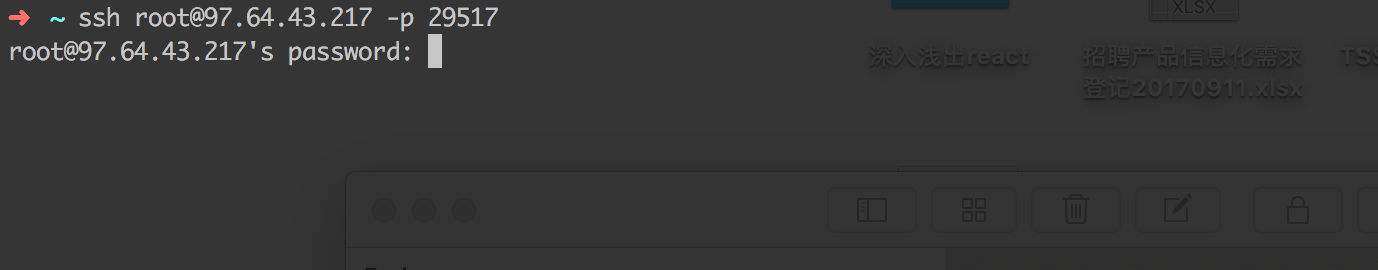 ➜ ~ ssh root@97.64.43.217 -p 29517
root@97.64.43.217's password:
XLSX
深入浅出react
招聘产品信息化需求
登记20170911.xlsx
TSS